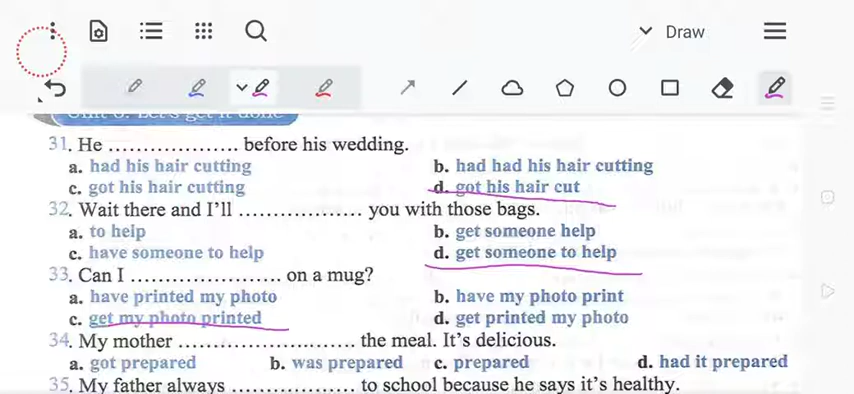 Draw
Unit 6: Let's get it done
31. He .................. before his wedding.
a. had his hair cutting b. had had his hair cutting
c. got his hair cutting d. got his hair cut
32. Wait there and I'll .................. you with those bags.
a. to help b. get someone help
c. have someone to help d. get someone to help
33. Can I ...................... on a mug?
a. have printed my photo b. have my photo print
c. get my photo printed d. get printed my photo
34. My mother .......................... the meal. It's delicious.
a. got prepared b. was prepared c. prepared d. had it prepared
35. My father always .................. to school because he says it's healthy.